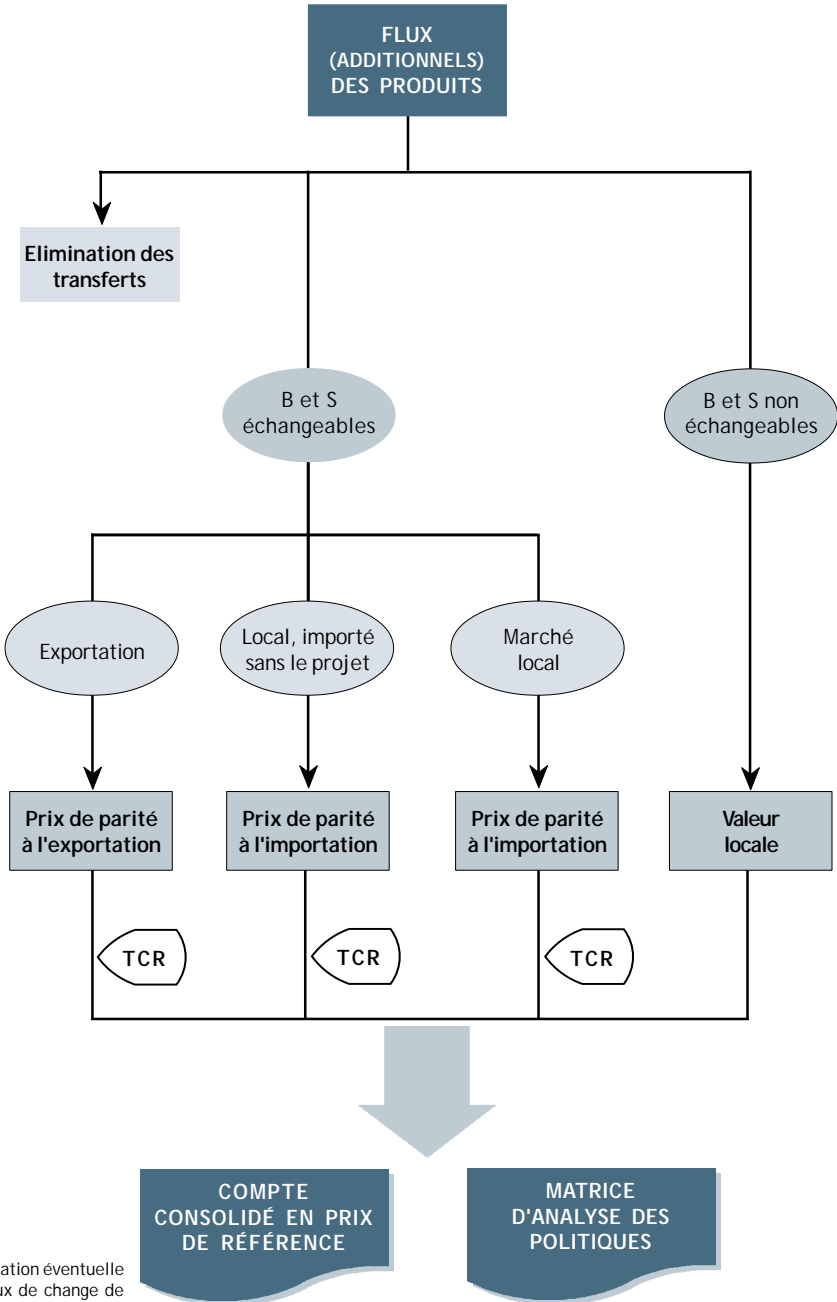 FLUX
(ADDITIONNELS)
DES PRODUITS
Elimination des
transferts
B et S
échangeables
B et S non
échangeables
Exportation
Local, importé
sans le projet
Marché
local
Prix de parité
à l'exportation
Prix de parité
à l'importation
Prix de parité
à l'importation
Valeur
locale
TCR
TCR
TCR
COMPTE
CONSOLIDÉ EN PRIX
DE RÉFÉRENCE
MATRICE
D'ANALYSE DES
POLITIQUES
ation éventuelle
ux de change de